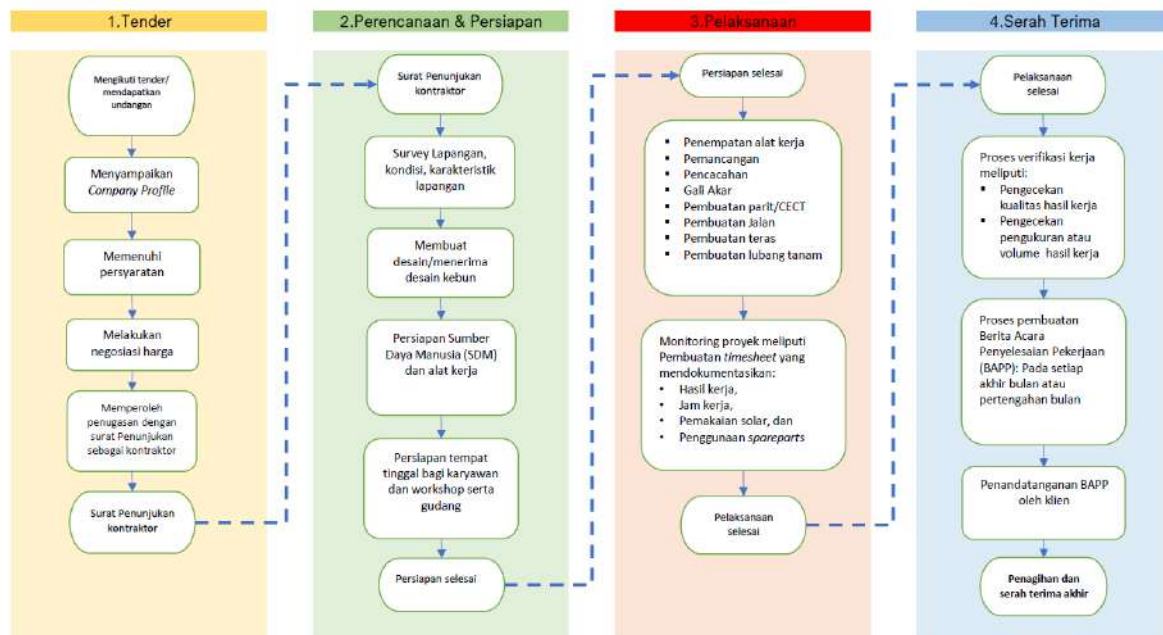 1.Tender
Mengikuti tender/
mendapatkan
undangan
Menyampaikan
Company Profile
Memenuhi
persyaratan
Melakukan
negosiasi harga
Memperoleh
penugasan dengan
surat Penunjukan
sebagai kontraktor
Surat Penunjukan
kontraktor
2.Perencanaan & Persiapan
Surat Penunjukan
kontraktor
Survey Lapangan,
kondisi, karakteristik
lapangan
Membuat
desain/menerima
desain kebun
Persiapan Sumber
Daya Manusia (SDM)
dan alat kerja
Persiapan tempat
tinggal bagi karyawan
dan workshop serta
gudang
Persiapan selesai
3.Pelaksanaan
Persiapan selesai
▪ Penempatan alat kerja
▪ Pemancangan
▪ Pencacahan
▪ Gali Akar
▪ Pembuatan parit/CECT
▪ Pembuatan Jalan
▪ Pembuatan teras
▪ Pembuatan lubang tanam
Monitoring proyek meliputi
Pembuatan timesheet yang
mendokumentasikan:
• Hasil kerja,
• Jam kerja,
• Pemakaian solar, dan
• Penggunaan spareparts
Pelaksanaan
selesai
4.Serah Terima
Pelaksanaan
selesai
Proses verifikasi kerja
meliputi:
▪ Pengecekan
kualitas hasil kerja
▪ Pengecekan
pengukuran atau
volume hasil kerja
Proses pembuatan
Berita Acara
Penyelesaian Pekerjaan
(BAPP): Pada setiap
akhir bulan atau
pertengahan bulan
Penandatanganan BAPP
oleh klien
Penagihan dan
serah terima akhir